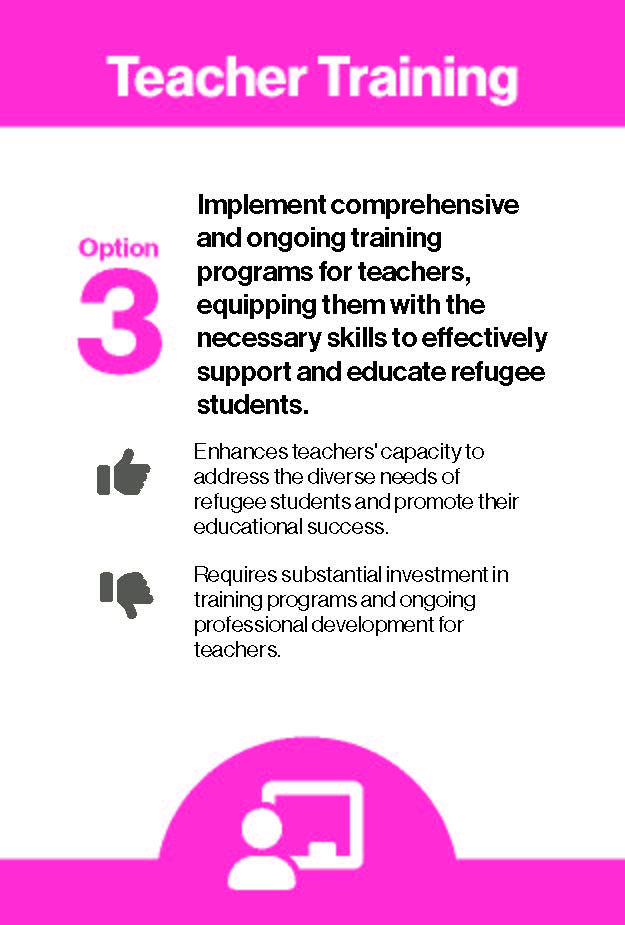 Teacher Training
Option
3
Implement comprehensive
and ongoing training
programs for teachers,
equipping them with the
necessary skills to effectively
support and educate refugee
students.
Enhances teachers' capacity to
address the diverse needs of
refugee students and promote their
educational success.
Requires substantial investment in
training programs and ongoing
professional development for
teachers.